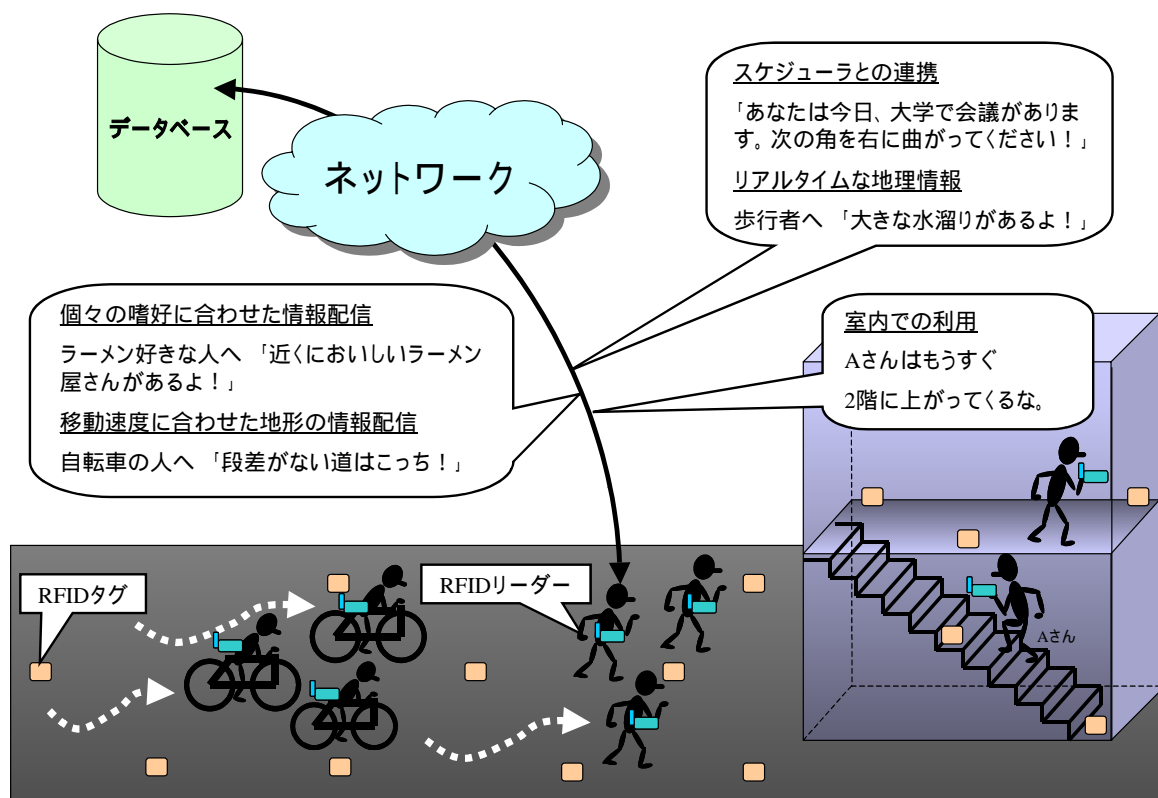 データベース
ネットワーク
スケジューラとの連携
「あなたは今日、大学で会議がありま
す。次の角を右に曲がってください！」
リアルタイムな地理情報
歩行者へ 「大きな水溜りがあるよ！」
個々の嗜好に合わせた情報配信
ラーメン好きな人へ 「近くにおいしいラーメン
屋さんがあるよ！」
移動速度に合わせた地形の情報配信
自転車の人へ 「段差がない道はこっち！」
室内での利用
Aさんはもうすぐ
2階に上がってくるな。
RFIDタグ
RFIDリーダー
Aさん